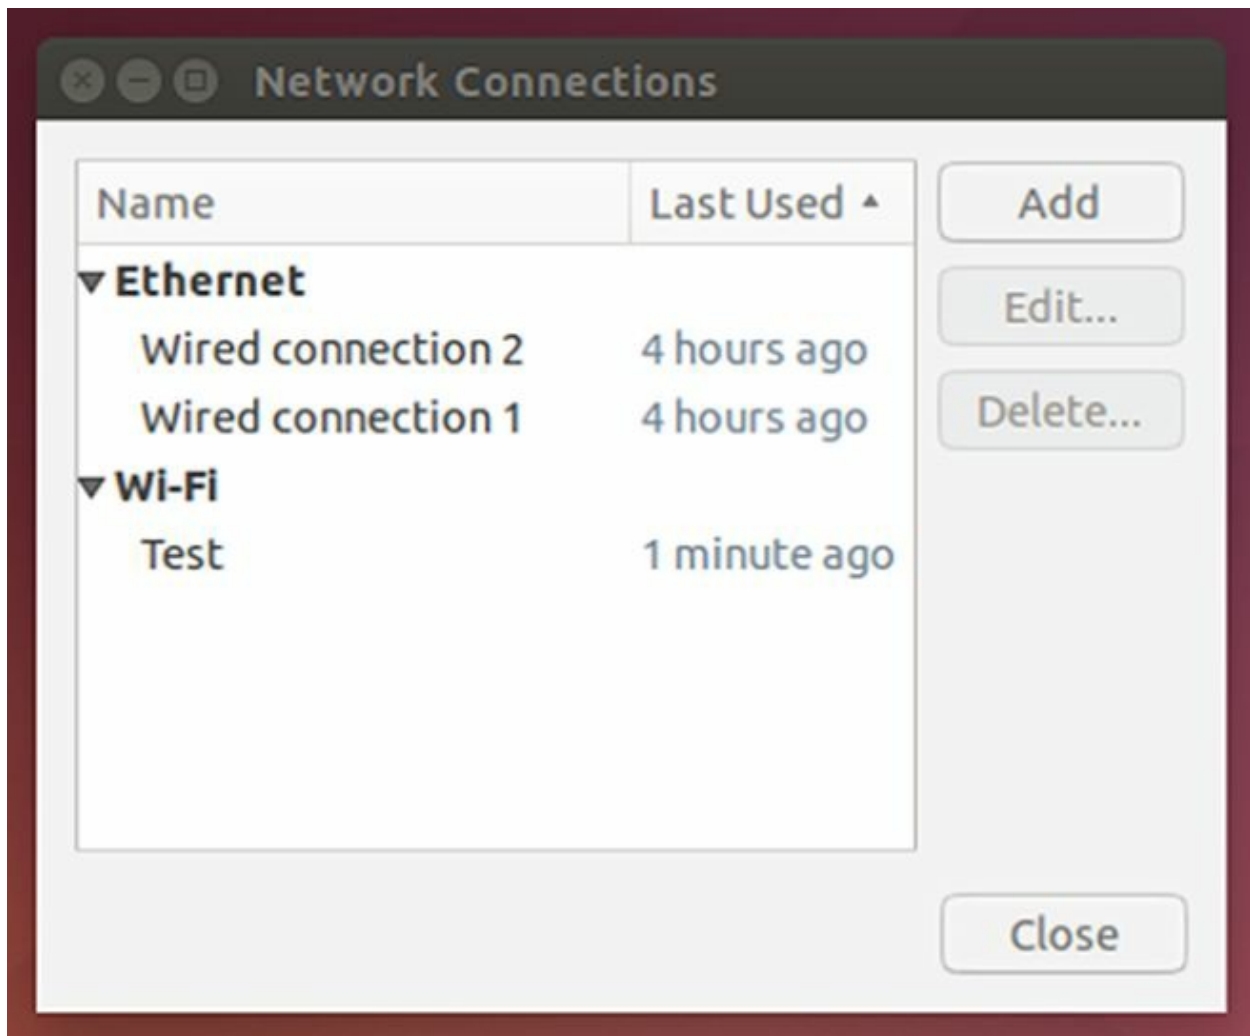 Network Connections
Name Last Used Add
Ethernet
Edit...
Wired connection 2 4 hours ago
Wired connection 1 4 hours ago
Delete...
Wi-Fi
Test 1 minute ago
Close